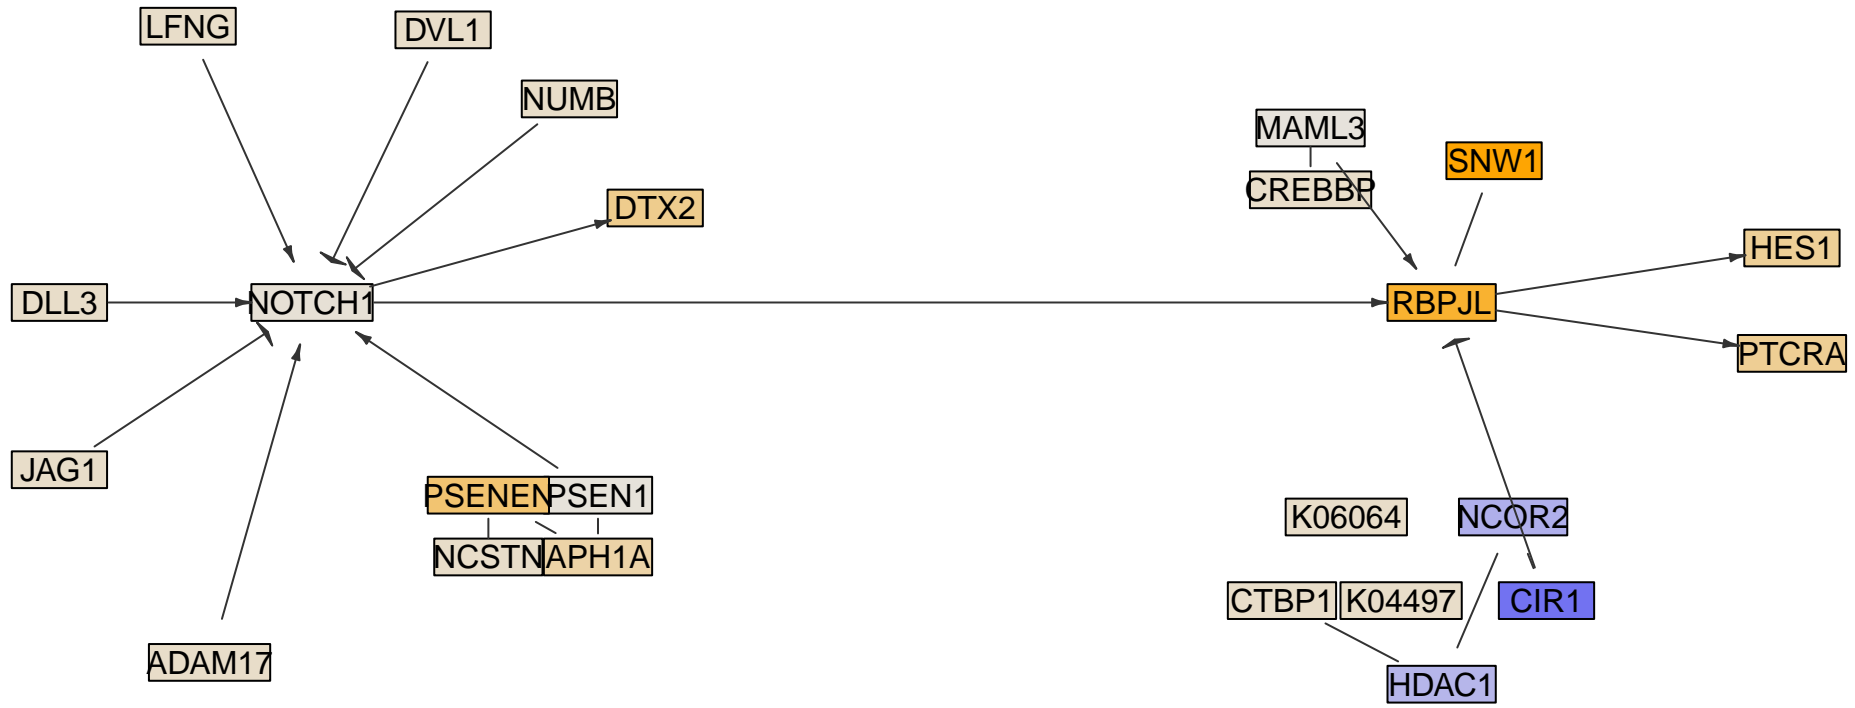 LFNG
DVL1
NUMB
MAML3
SNW1
CREBBP
DTX2
HES1
DLL3
NOTCH1
RBPJL
PTCRA
JAG1
PSENEN
PSEN1
K06064
NCOR2
NCSTN
APH1A
CTBP1
K04497
CIR1
ADAM17
HDAC1